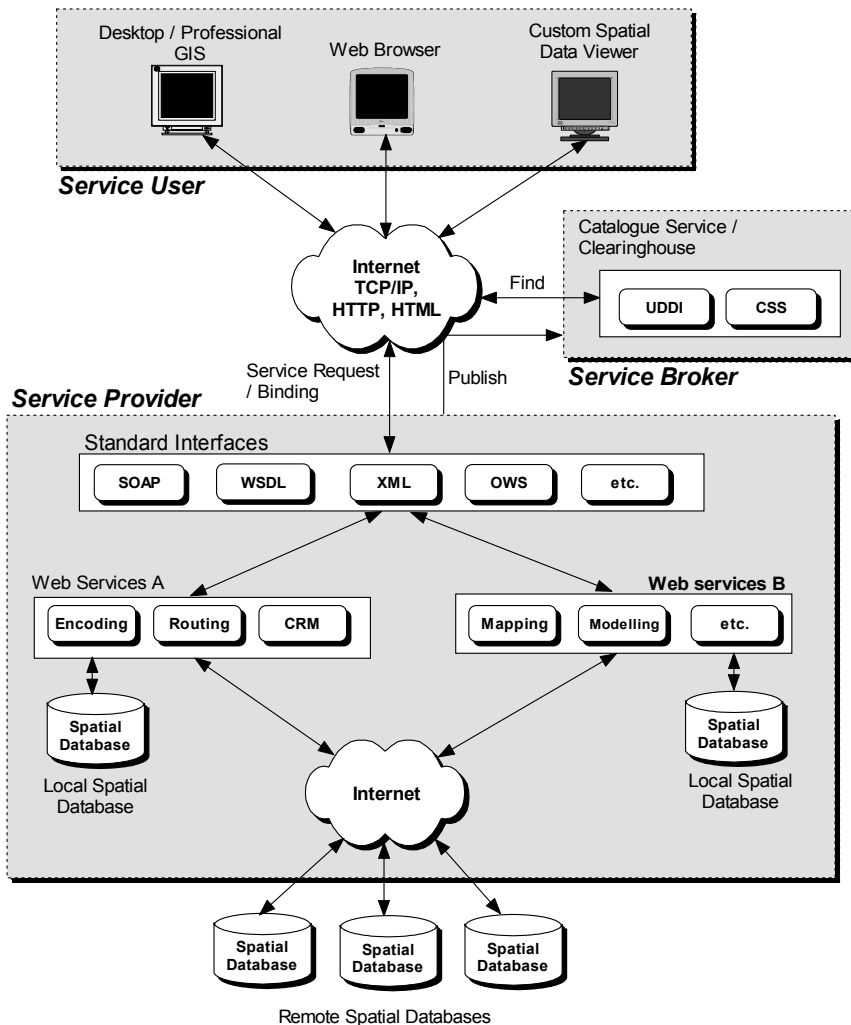 Desktop / Professional
GIS
Web Browser
Custom Spatial
Data Viewer
Service User
Internet
TCP/IP,
HTTP, HTML
Catalogue Service /
Clearinghouse
Find
UDDI
CSS
Service Broker
Service Request
/ Binding
Publish
Service Provider
Standard Interfaces
SOAP
WSDL
XML
OWS
etc.
Web Services A
Encoding
Routing
CRM
Web services B
Mapping
Modelling
etc.
Spatial
Database
Local Spatial
Database
Internet
Spatial
Database
Local Spatial
Database
Spatial
Database
Spatial
Database
Spatial
Database
Remote Spatial Databases